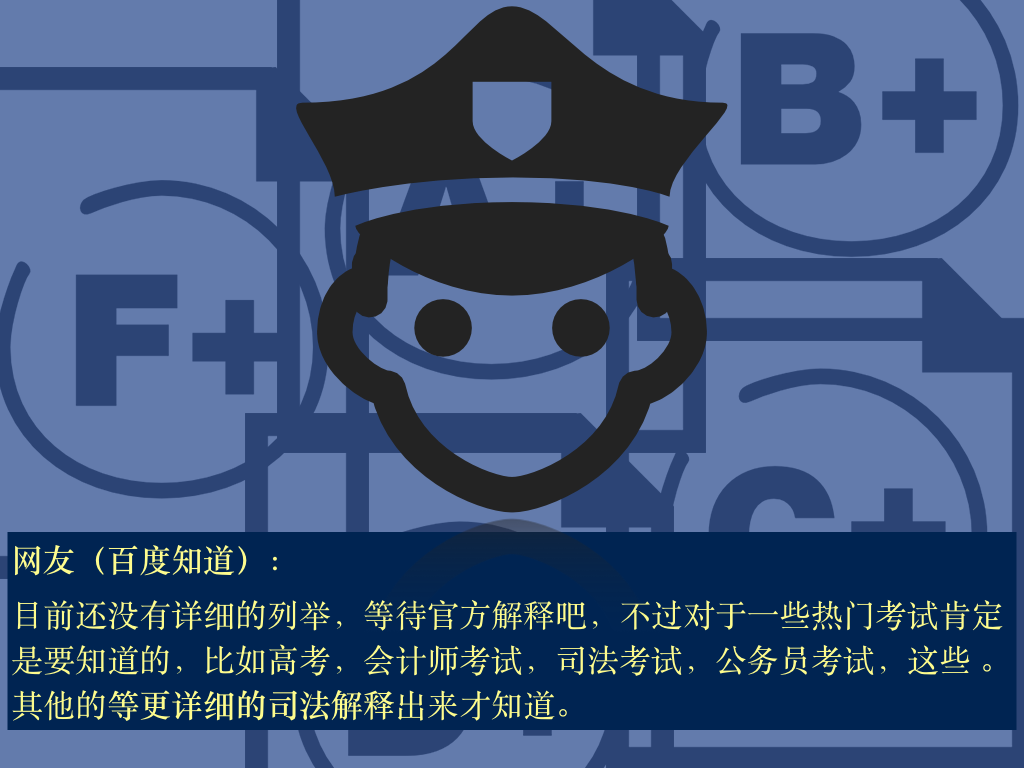 B+
A+
F+
C+
网友（百度知道）：
目前还没有详细的列举，等待官方解释吧，不过对于一些热门考试肯定
是要知道的，比如高考，会计师考试，司法考试，公务员考试，这些 。
其他的等更详细的司法解释出来才知道。